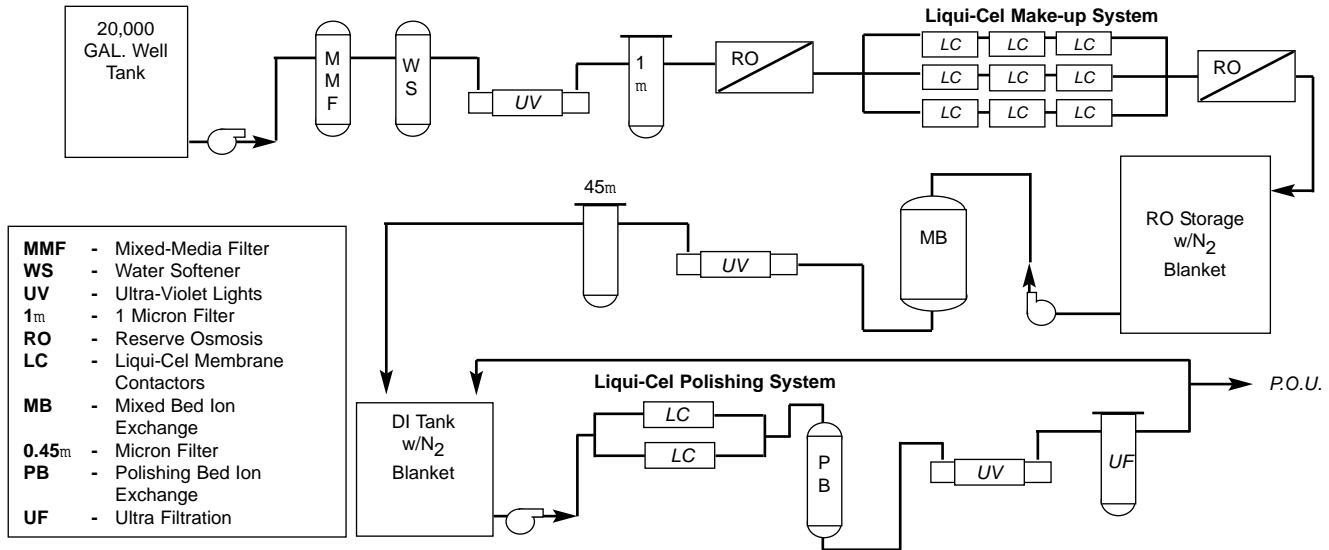 20,000
GAL. Well
Tank
M
M
F
W
S
UV
1
m
RO
Liqui-Cel Make-up System
LC LC LC
LC LC LC
LC LC LC
RO
RO Storage
w/N2
Blanket
MB
UV
45m
MMF - Mixed-Media Filter
WS - Water Softener
UV - Ultra-Violet Lights
1m - 1 Micron Filter
RO - Reserve Osmosis
LC - Liqui-Cel Membrane
Contactors
MB - Mixed Bed Ion
Exchange
0.45m - Micron Filter
PB - Polishing Bed Ion
Exchange
UF - Ultra Filtration
DI Tank
w/N2
Blanket
Liqui-Cel Polishing System
LC
LC
P
B
UV
UF
P.O.U.